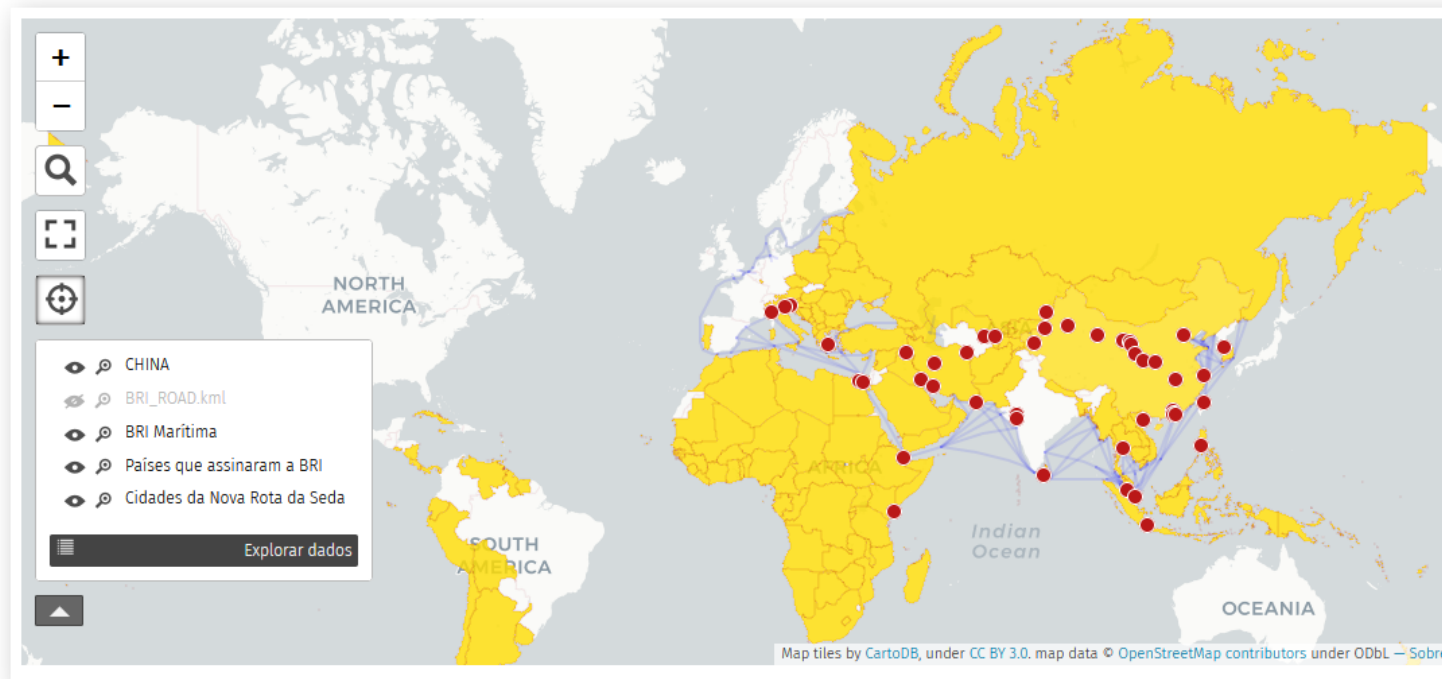 +
−
CHINA
BRI_ROAD.kml
BRI Marítima
Países que assinaram a BRI
Cidades da Nova Rota da Seda
Explorar dados
NORTH
AMERICA
AFRICA
Indian
Ocean
SOUTH
AMERICA
OCEANIA
Map tiles by CartoDB, under CC BY 3.0. map data © OpenStreetMap contributors under ODbL — Sobre